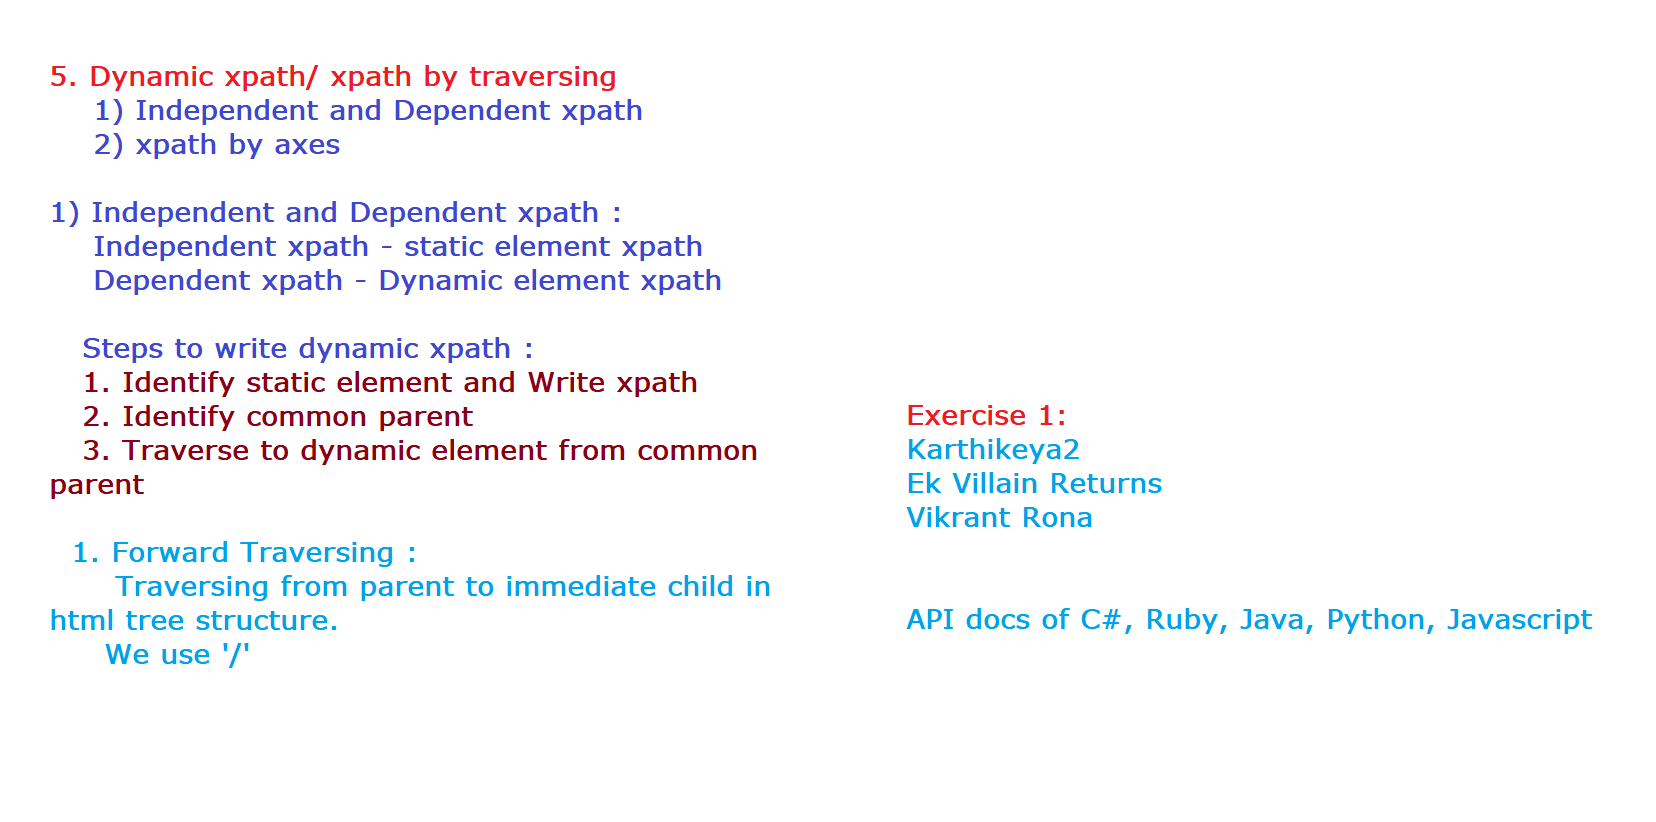 5. Dynamic xpath/ xpath by traversing
1) Independent and Dependent xpath
2) xpath by axes
1) Independent and Dependent xpath :
Independent xpath - static element xpath
Dependent xpath - Dynamic element xpath
Steps to write dynamic xpath :
1. Identify static element and Write xpath
2. Identify common parent
3. Traverse to dynamic element from common
parent
1. Forward Traversing :
Traversing from parent to immediate child in
html tree structure.
We use '/'
Exercise 1:
Karthikeya2
Ek Villain Returns
Vikrant Rona
API docs of C#, Ruby, Java, Python, Javascript